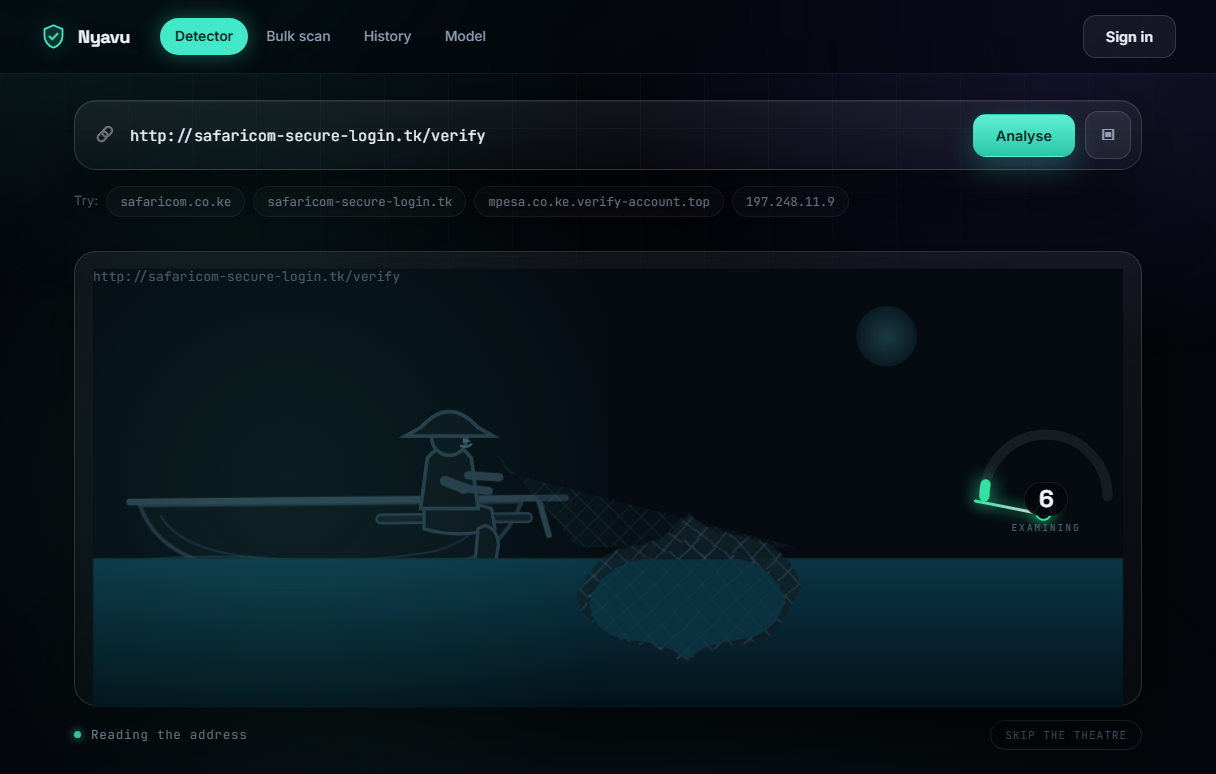 Nyavu
Detector
Bulk scan
History
Model
Sign in
http://safaricom-secure-login.tk/verify
Analyse
Try:
safaricom.co.ke
safaricom-secure-login.tk
mpesa.co.ke.verify-account.top
197.248.11.9
http://safaricom-secure-login.tk/verify
6
EXAMINING
Reading the address
SKIP THE THEATRE